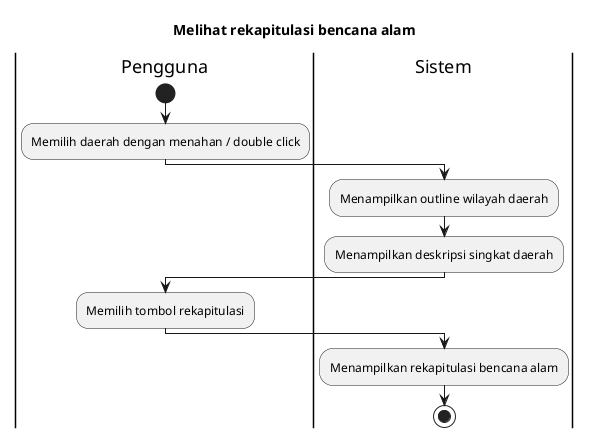 Melihat rekapitulasi bencana alam
Pengguna
Sistem
Memilih daerah dengan menahan / double click
Menampilkan outline wilayah daerah
Menampilkan deskripsi singkat daerah
Memilih tombol rekapitulasi
Menampilkan rekapitulasi bencana alam